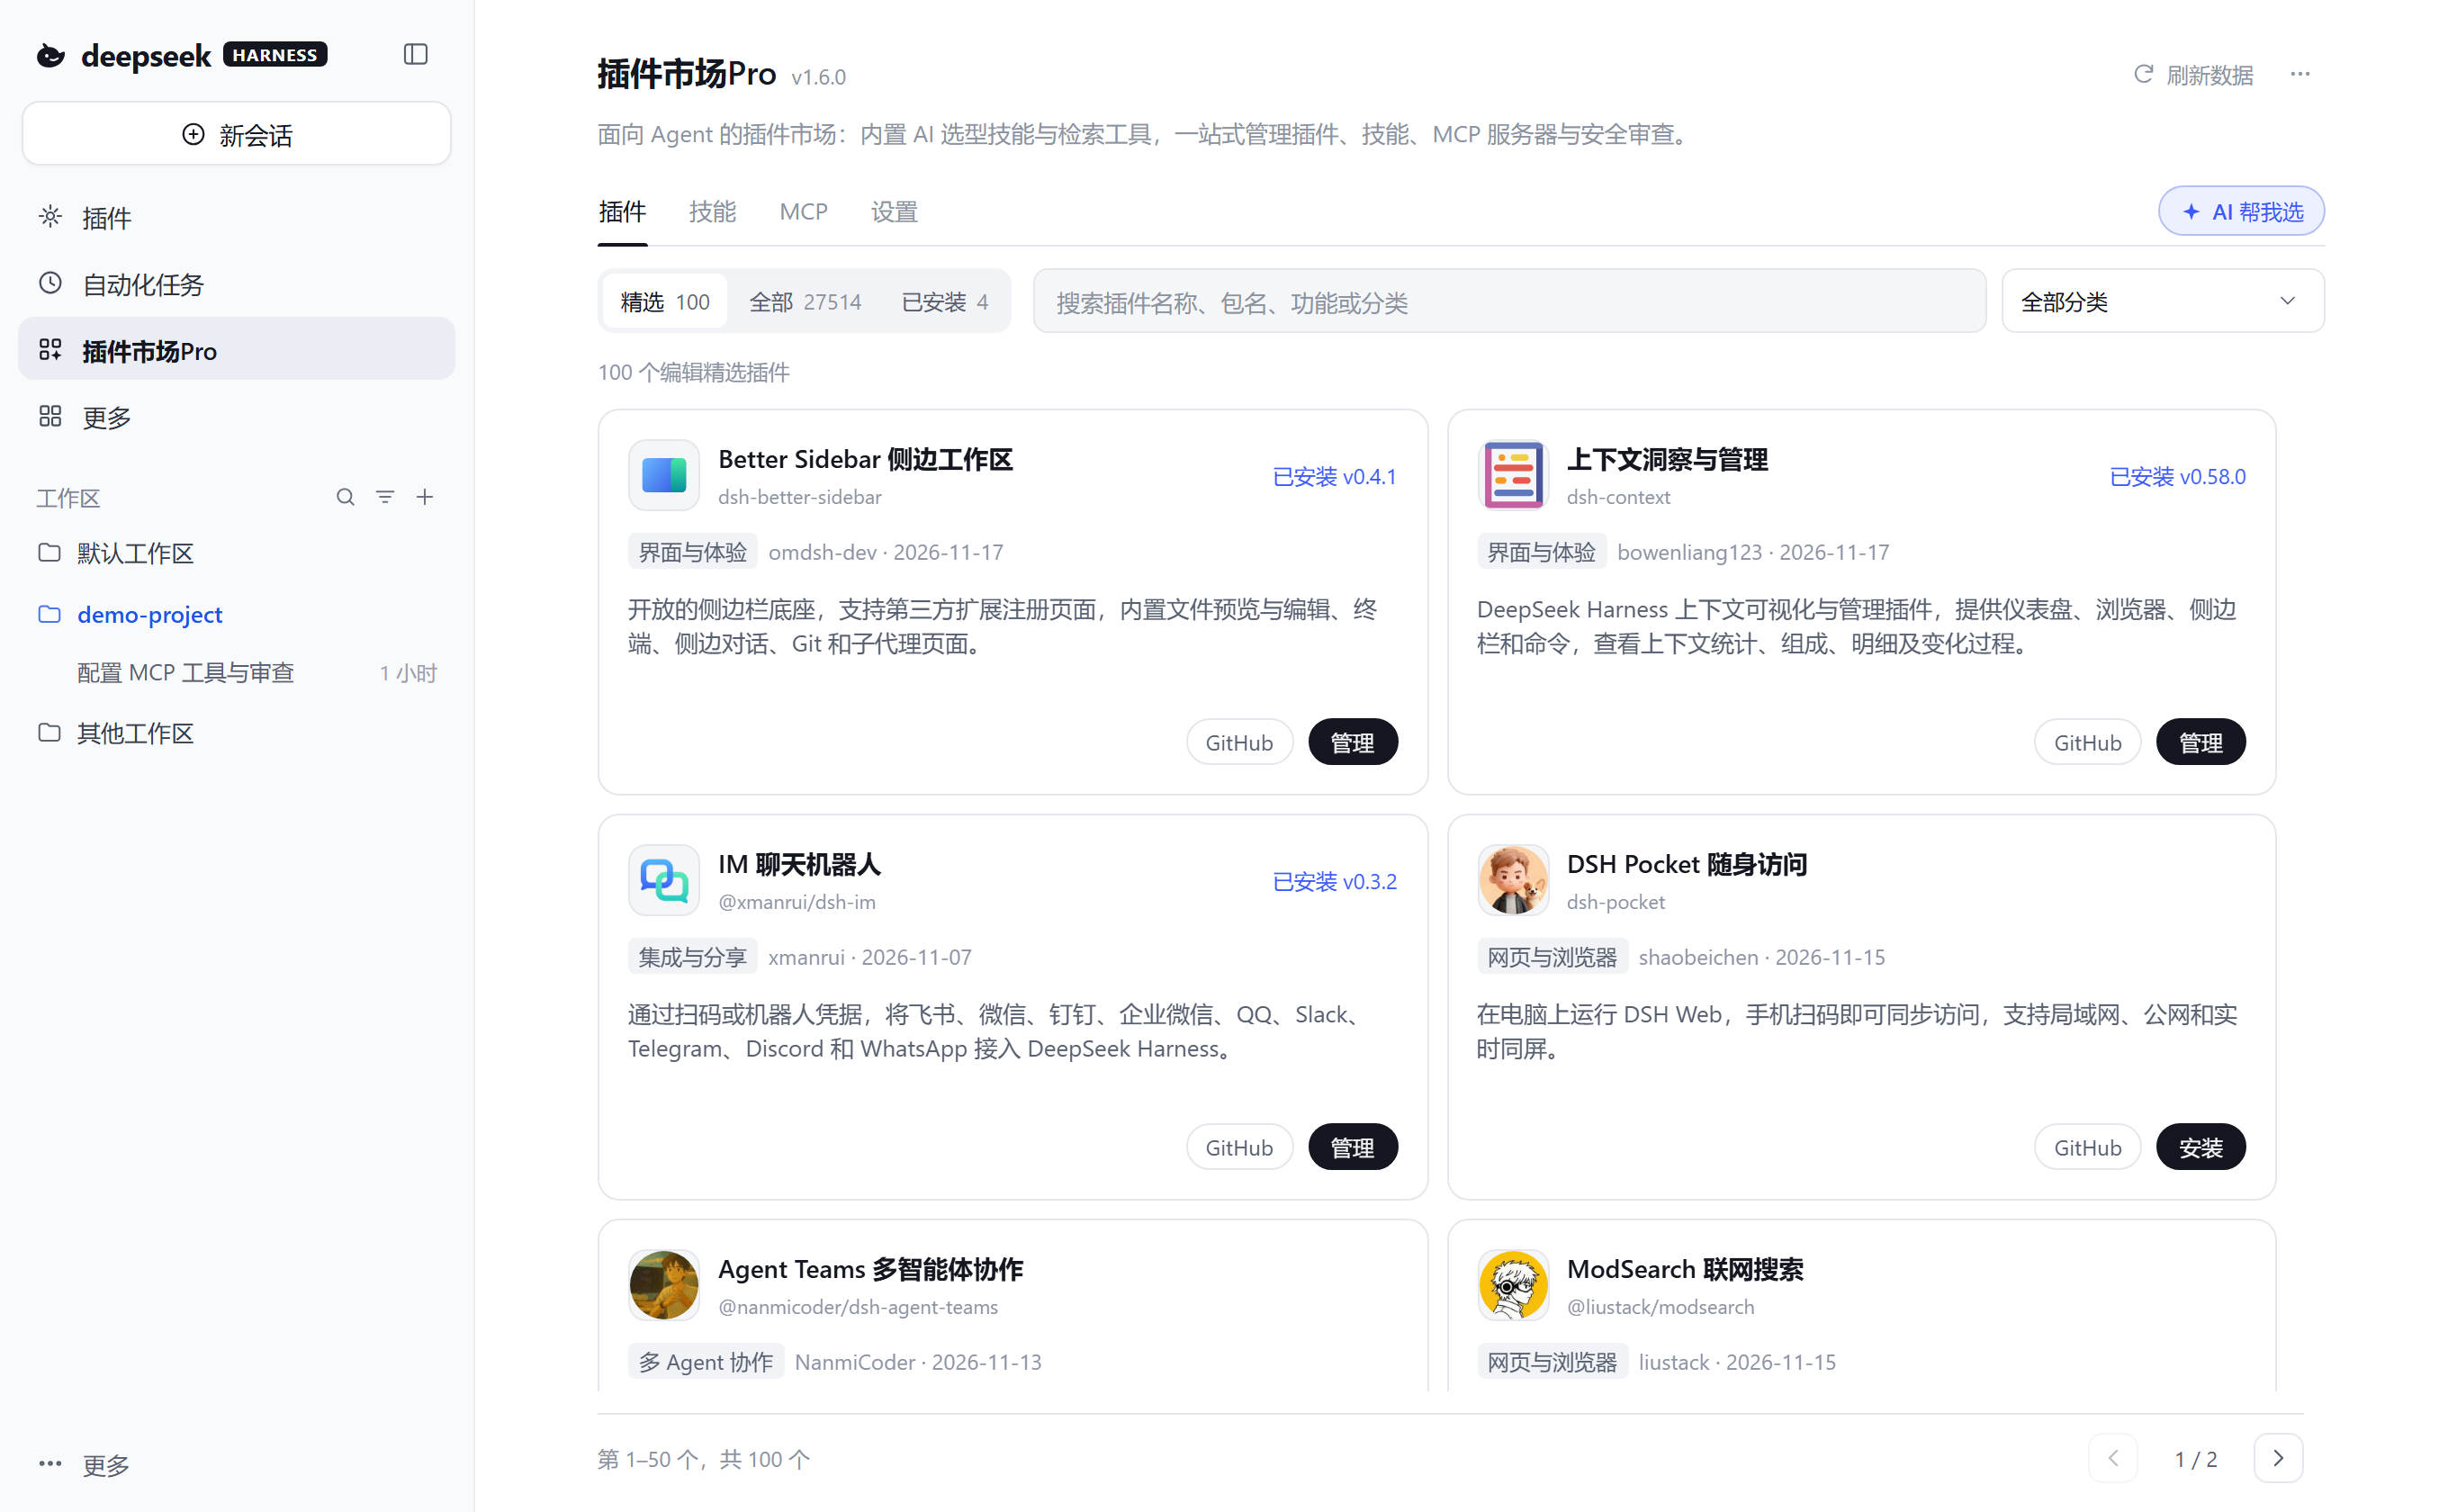 deepseek HARNESS
新会话
插件
自动化任务
插件市场Pro
更多
工作区
默认工作区
demo-project
配置 MCP 工具与审查 1 小时
其他工作区
更多
插件市场Pro v1.6.0
刷新数据
面向 Agent 的插件市场：内置 AI 选型技能与检索工具，一站式管理插件、技能、MCP 服务器与安全审查。
插件 技能 MCP 设置
AI 帮我选
精选 100 全部 27514 已安装 4
搜索插件名称、包名、功能或分类
全部分类
100 个编辑精选插件
Better Sidebar 侧边工作区
dsh-better-sidebar
已安装 v0.4.1
界面与体验 omdsh-dev · 2026-11-17
开放的侧边栏底座，支持第三方扩展注册页面，内置文件预览与编辑、终
端、侧边对话、Git 和子代理页面。
GitHub 管理
上下文洞察与管理
dsh-context
已安装 v0.58.0
界面与体验 bowenliang123 · 2026-11-17
DeepSeek Harness 上下文可视化与管理插件，提供仪表盘、浏览器、侧边
栏和命令，查看上下文统计、组成、明细及变化过程。
GitHub 管理
IM 聊天机器人
@xmanrui/dsh-im
已安装 v0.3.2
集成与分享 xmanrui · 2026-11-07
通过扫码或机器人凭据，将飞书、微信、钉钉、企业微信、QQ、Slack、
Telegram、Discord 和 WhatsApp 接入 DeepSeek Harness。
GitHub 管理
DSH Pocket 随身访问
dsh-pocket
网页与浏览器 shaobeichen · 2026-11-15
在电脑上运行 DSH Web，手机扫码即可同步访问，支持局域网、公网和实
时同屏。
GitHub 安装
Agent Teams 多智能体协作
@nanmicoder/dsh-agent-teams
多 Agent 协作 NanmiCoder · 2026-11-13
ModSearch 联网搜索
@liustack/modsearch
网页与浏览器 liustack · 2026-11-15
第 1–50 个，共 100 个
1 / 2